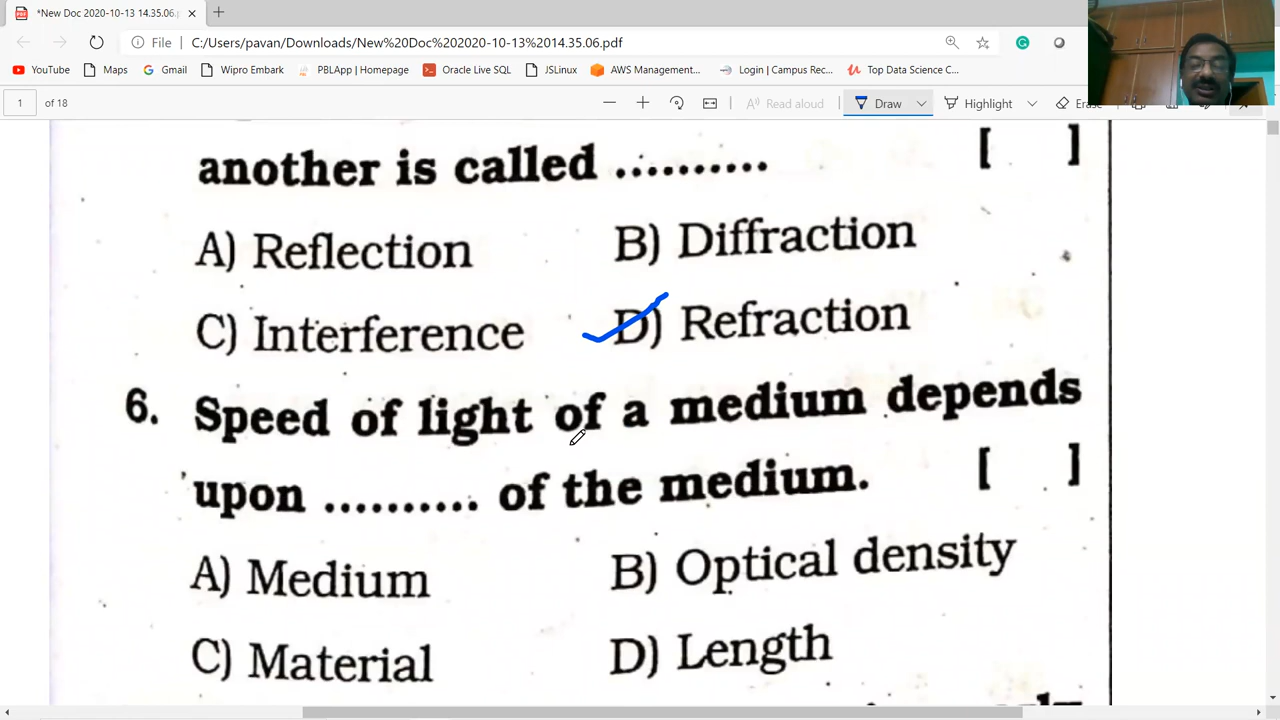 *New Doc 2020-10-13 14.35.06.p
File C:/Users/pavan/Downloads/New%20Doc%202020-10-13%2014.35.06.pdf
YouTube Maps Gmail Wipro Embark PBLApp | Homepage Oracle Live SQL JSLinux AWS Management... Login | Campus Rec... Top Data Science C...
1 of 18 Read aloud Draw Highlight Erase
another is called .......... [ ]
A) Reflection B) Diffraction
C) Interference D) Refraction
6. Speed of light of a medium depends
upon .......... of the medium. [ ]
A) Medium B) Optical density
C) Material D) Length